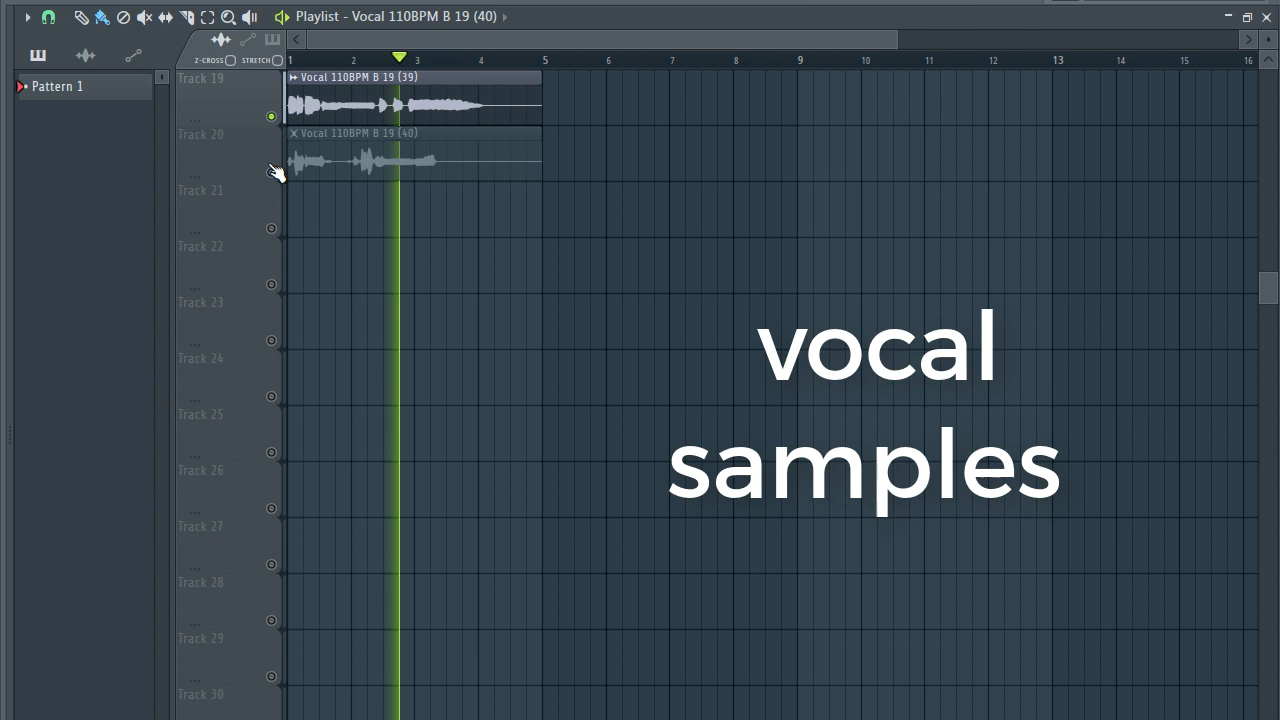 Playlist - Vocal 110BPM B 19 (40)
Z-CROSS STRETCH
1 2 3 4 5 6 7 8 9 10 11 12 13 14 15 16
Pattern 1
Track 19
Vocal 110BPM B 19 (39)
Track 20
Vocal 110BPM B 19 (40)
Track 21
Track 22
Track 23
Track 24
Track 25
Track 26
Track 27
Track 28
Track 29
Track 30
vocal
samples